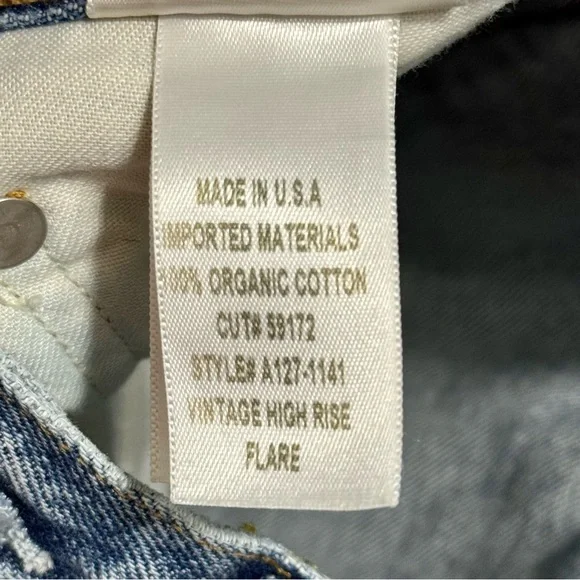 MADE IN U.S.A
IMPORTED MATERIALS
100% ORGANIC COTTON
CUT# 59172
STYLE# A127-1141
VINTAGE HIGH RISE
FLARE